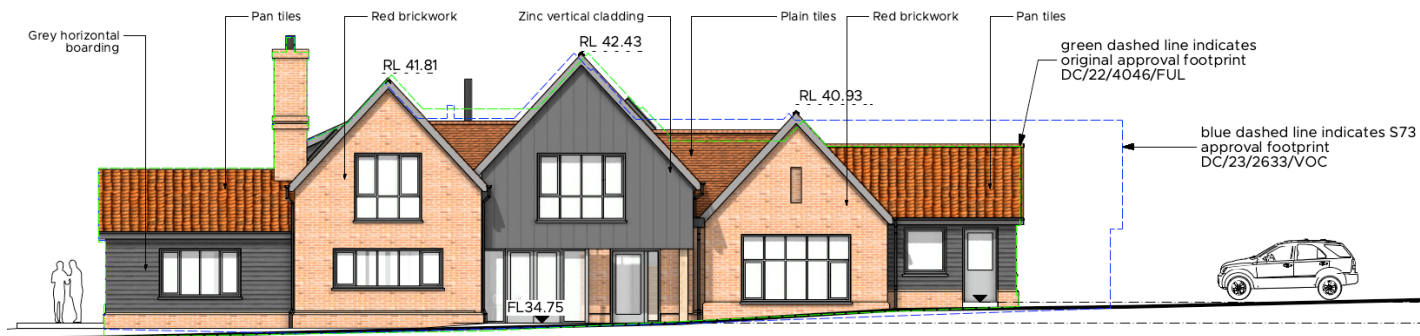 Pan tiles
Red brickwork
Zinc vertical cladding
Plain tiles
Red brickwork
Pan tiles
Grey horizontal
boarding
RL 41.81
RL 42.43
RL 40.93
green dashed line indicates
original approval footprint
DC/22/4046/FUL
blue dashed line indicates S73
approval footprint
DC/23/2633/VOC
FL34.75